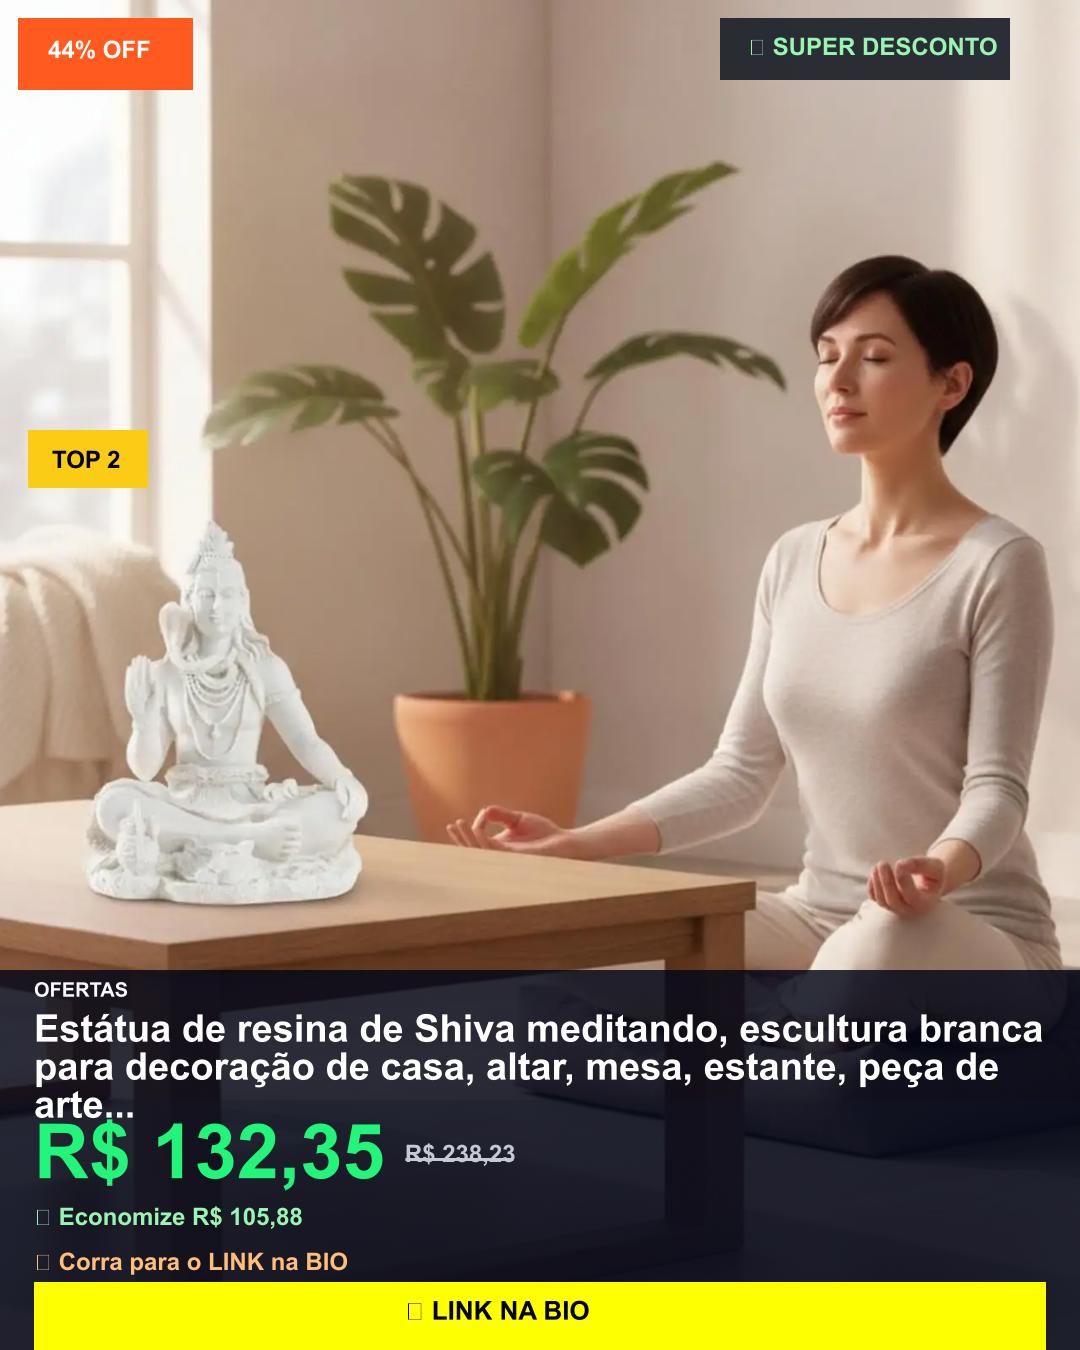 44% OFF
SUPER DESCONTO
TOP 2
OFERTAS
Estátua de resina de Shiva meditando, escultura branca
para decoração de casa, altar, mesa, estante, peça de
arte...
R$ 132,35 R$ 238,23
Economize R$ 105,88
Corra para o LINK na BIO
LINK NA BIO